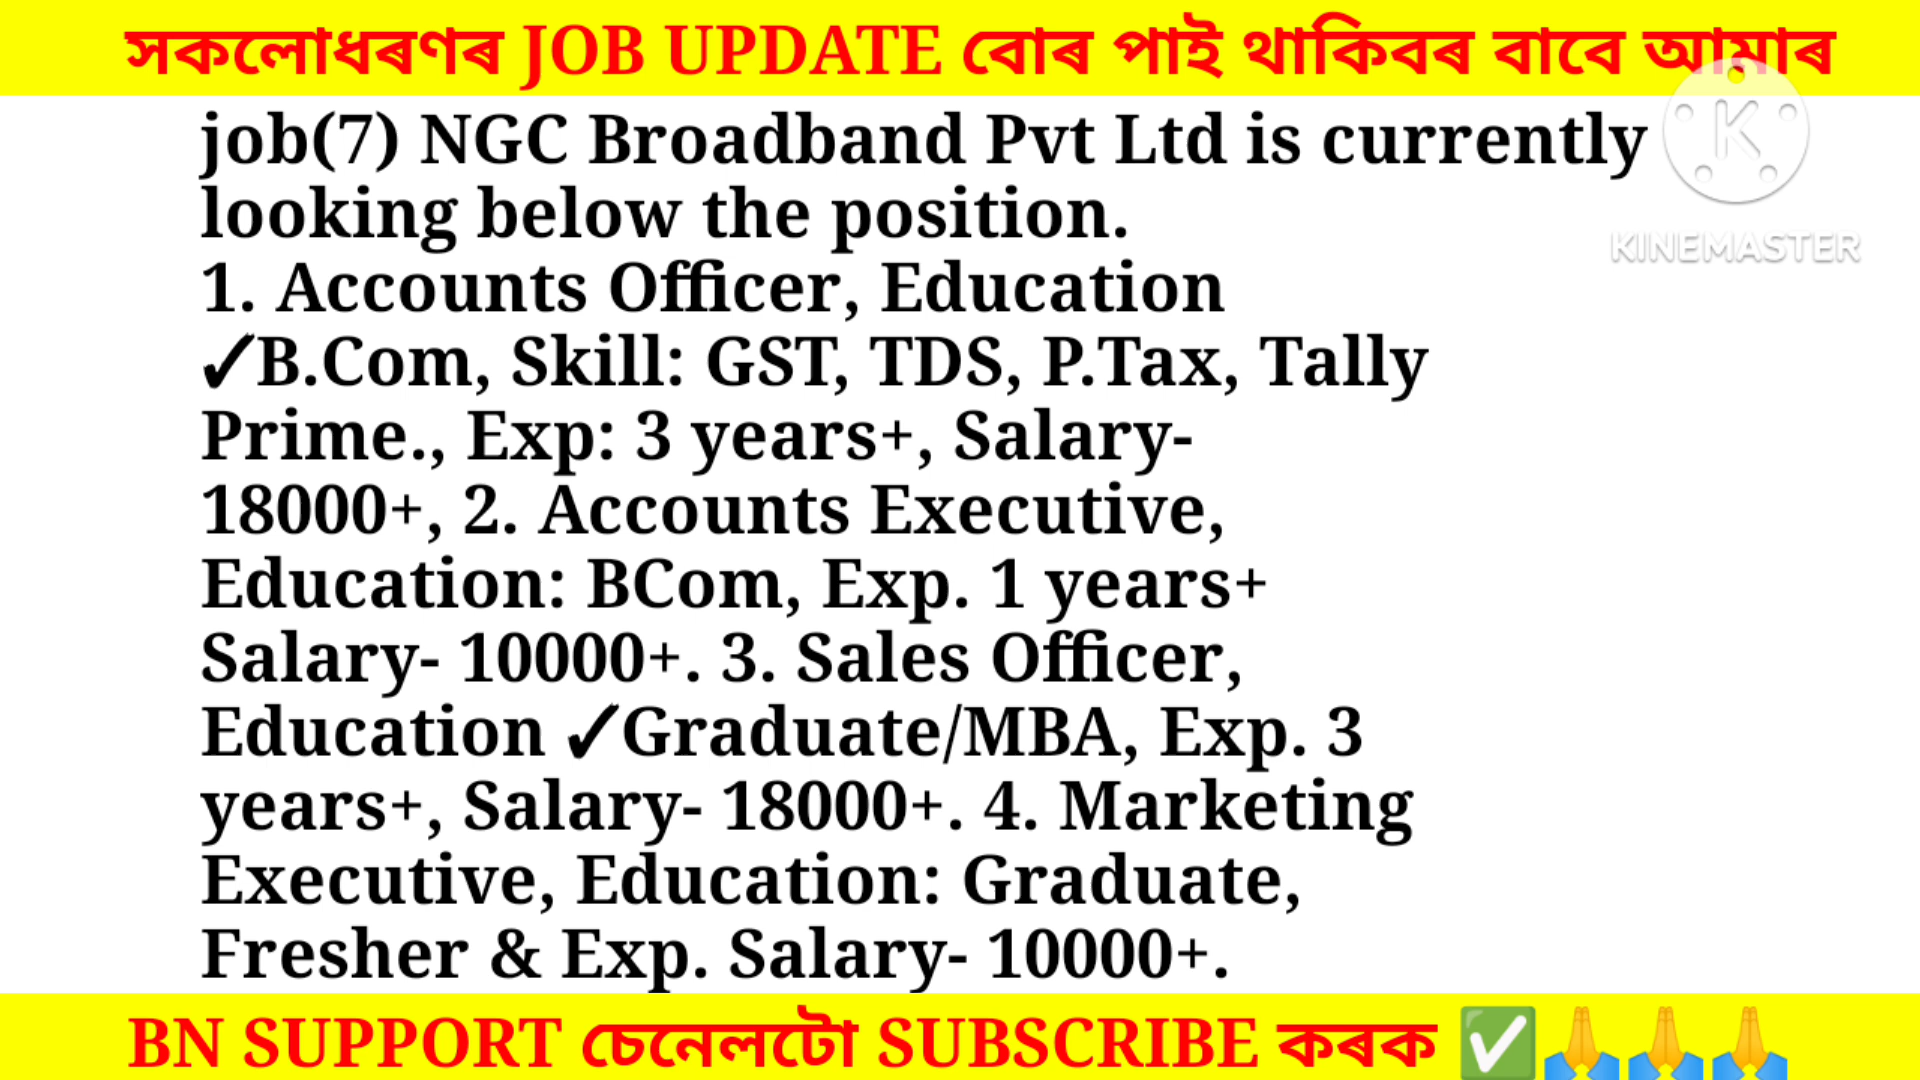 সকলোধৰণৰ JOB UPDATE বোৰ পাই থাকিবৰ বাবে আমাৰ
job(7) NGC Broadband Pvt Ltd is currently
looking below the position.
1. Accounts Officer, Education
✓B.Com, Skill: GST, TDS, P.Tax, Tally
Prime., Exp: 3 years+, Salary-
18000+, 2. Accounts Executive,
Education: BCom, Exp. 1 years+
Salary- 10000+. 3. Sales Officer,
Education ✓Graduate/MBA, Exp. 3
years+, Salary- 18000+. 4. Marketing
Executive, Education: Graduate,
Fresher & Exp. Salary- 10000+.
BN SUPPORT চেনেলটো SUBSCRIBE কৰক ✅🙏🙏🙏
K
KINEMASTER